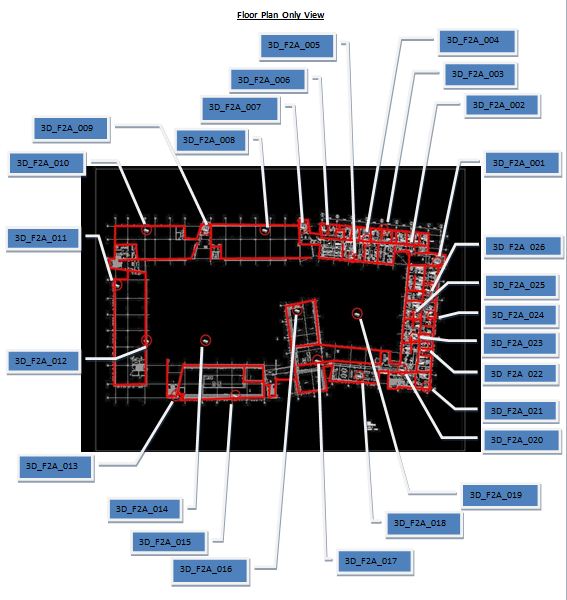 Floor Plan Only View
3D_F2A_004
3D_F2A_005
3D_F2A_003
3D_F2A_006
3D_F2A_002
3D_F2A_007
3D_F2A_009
3D_F2A_008
3D_F2A_010
3D_F2A_001
3D_F2A_011
3D_F2A_026
3D_F2A_025
3D_F2A_024
3D_F2A_023
3D_F2A_012
3D_F2A_022
3D_F2A_021
3D_F2A_020
3D_F2A_013
3D_F2A_019
3D_F2A_014
3D_F2A_018
3D_F2A_015
3D_F2A_017
3D_F2A_016